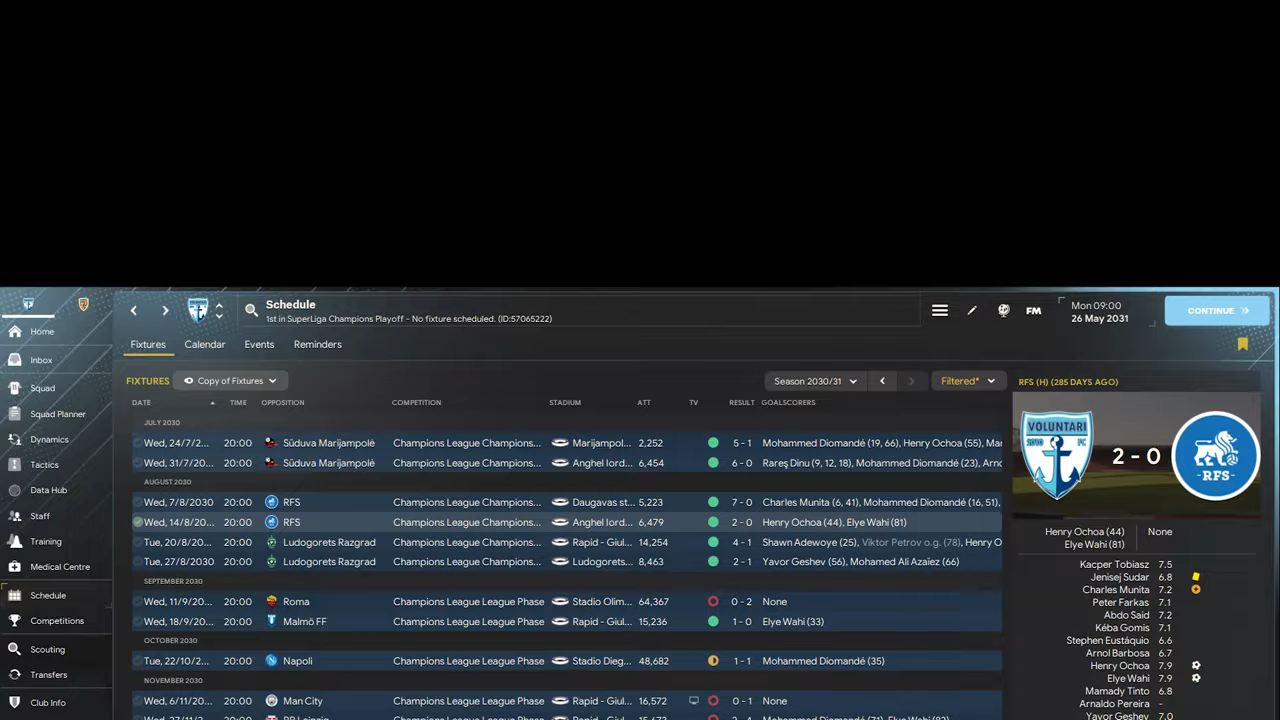 Schedule
1st in SuperLiga Champions Playoff - No fixture scheduled. (ID:57065222)
FM
Mon 09:00
26 May 2031
CONTINUE
Home
Inbox
Squad
Squad Planner
Dynamics
Tactics
Data Hub
Staff
Training
Medical Centre
Schedule
Competitions
Scouting
Transfers
Club Info
Fixtures Calendar Events Reminders
FIXTURES Copy of Fixtures Season 2030/31 Filtered*
DATE TIME OPPOSITION COMPETITION STADIUM ATT TV RESULT GOALSCORERS
JULY 2030
Wed, 24/7/2... 20:00 Sūduva Marijampolė Champions League Champions... Marijampol... 2,252 5 - 1 Mohammed Diomandé (19, 66), Henry Ochoa (55), Mar
Wed, 31/7/20... 20:00 Sūduva Marijampolė Champions League Champions... Anghel Iord... 6,454 6 - 0 Rareş Dinu (9, 12, 18), Mohammed Diomandé (23), Arno
AUGUST 2030
Wed, 7/8/2030 20:00 RFS Champions League Champions... Daugavas st... 5,223 7 - 0 Charles Munita (6, 41), Mohammed Diomandé (16, 51),
Wed, 14/8/20... 20:00 RFS Champions League Champions... Anghel Iord... 6,479 2 - 0 Henry Ochoa (44), Elye Wahi (81)
Tue, 20/8/20... 20:00 Ludogorets Razgrad Champions League Champions... Rapid - Giul... 14,254 4 - 1 Shawn Adewoye (25), Viktor Petrov o.g. (78), Henry O
Tue, 27/8/2030 20:00 Ludogorets Razgrad Champions League Champions... Ludogorets... 8,463 2 - 1 Yavor Geshev (56), Mohamed Ali Azaiez (66)
SEPTEMBER 2030
Wed, 11/9/20... 20:00 Roma Champions League League Phase Stadio Olim... 64,367 0 - 2 None
Wed, 18/9/20... 20:00 Malmö FF Champions League League Phase Rapid - Giul... 15,236 1 - 0 Elye Wahi (33)
OCTOBER 2030
Tue, 22/10/2... 20:00 Napoli Champions League League Phase Stadio Dieg... 48,682 1 - 1 Mohammed Diomandé (35)
NOVEMBER 2030
Wed, 6/11/20... 20:00 Man City Champions League League Phase Rapid - Giul... 16,572 0 - 1 None
RFS (H) (285 DAYS AGO)
VOLUNTARI
2010 FC
2 - 0
-RFS-
Henry Ochoa (44) None
Elye Wahi (81)
Kacper Tobiasz 7.5
Jenisej Sudar 6.8
Charles Munita 7.2
Peter Farkas 7.1
Abdo Said 7.2
Kéba Gomis 7.1
Stephen Eustáquio 6.6
Arnol Barbosa 6.7
Henry Ochoa 7.9
Elye Wahi 7.9
Mamady Tinto 6.8
Arnaldo Pereira -
Yavor Geshev 7.0